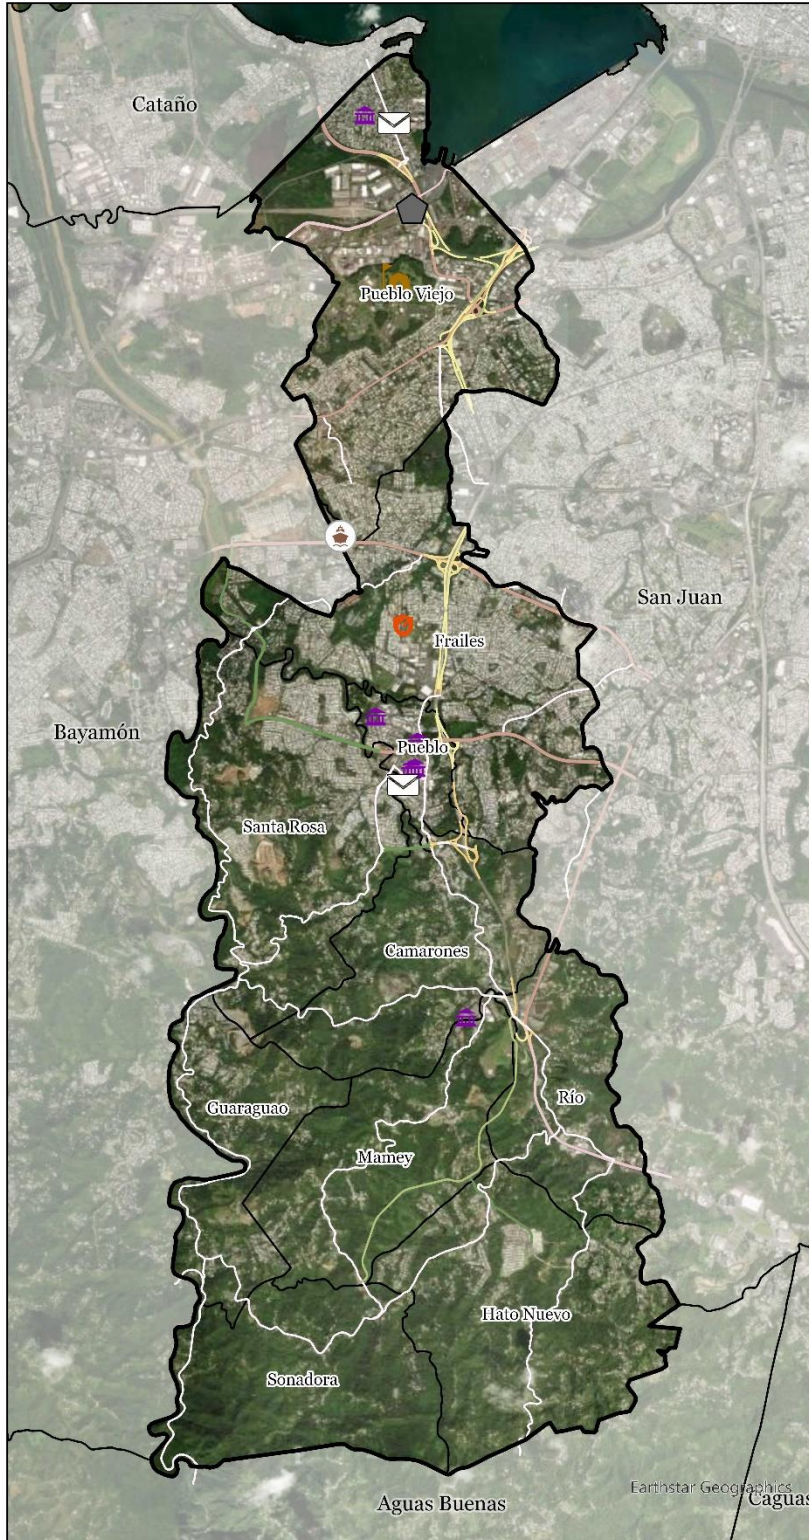 Cataño
Pueblo Viejo
San Juan
Frailes
Bayamón
Pueblo
Santa Rosa
Camarones
Río
Guaraguao
Mamey
Hato Nuevo
Sonadora
Earthstar Geographics
Caguas
Aguas Buenas